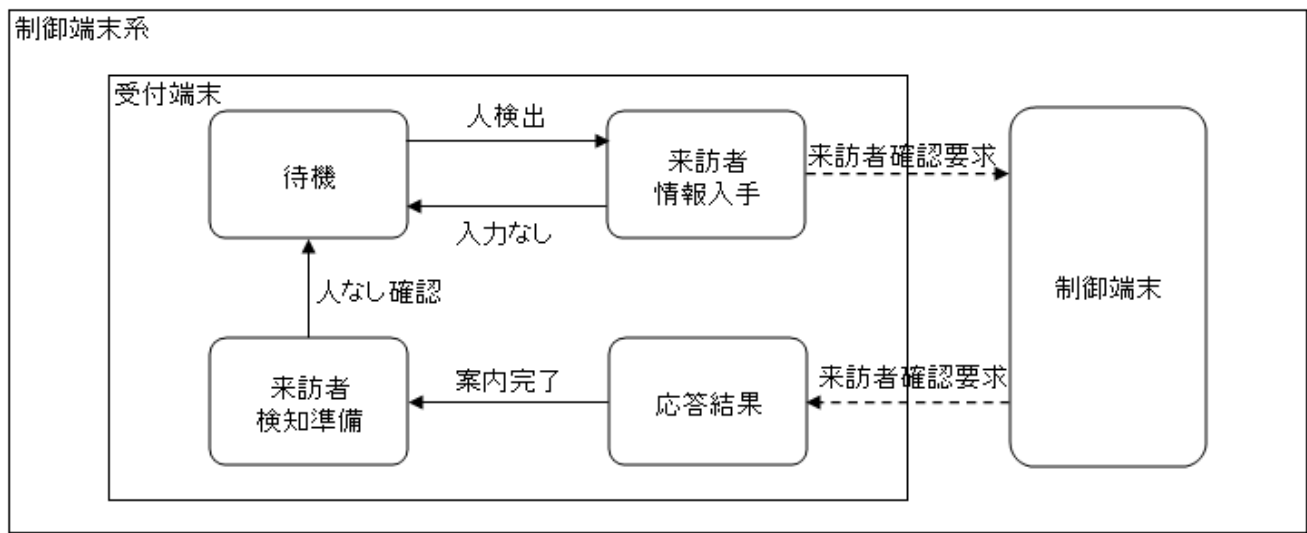 制御端末系
受付端末
人検出
待機
来訪者
情報入手
来訪者確認要求
入力なし
人なし確認
制御端末
来訪者
検知準備
案内完了
応答結果
来訪者確認要求